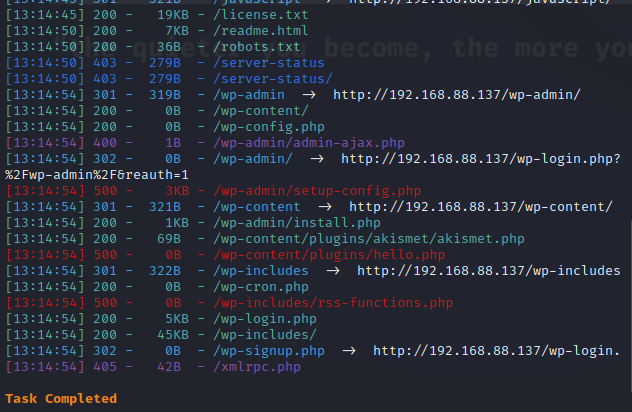 [13:14:45] 301 - 321B - /javascript → http://192.168.88.137/javascript/
[13:14:45] 200 - 19KB - /license.txt
[13:14:50] 200 - 7KB - /readme.html
[13:14:50] 200 - 36B - /robots.txt
become, the more you
[13:14:50] 403 - 279B - /server-status
[13:14:50] 403 - 279B - /server-status/
[13:14:54] 301 - 319B - /wp-admin → http://192.168.88.137/wp-admin/
[13:14:54] 200 - 0B - /wp-content/
[13:14:54] 200 - 0B - /wp-config.php
[13:14:54] 400 - 1B - /wp-admin/admin-ajax.php
[13:14:54] 302 - 0B - /wp-admin/ → http://192.168.88.137/wp-login.php?
%2Fwp-admin%2F&reauth=1
[13:14:54] 500 - 3KB - /wp-admin/setup-config.php
[13:14:54] 301 - 321B - /wp-content → http://192.168.88.137/wp-content/
[13:14:54] 200 - 1KB - /wp-admin/install.php
[13:14:54] 200 - 69B - /wp-content/plugins/akismet/akismet.php
[13:14:54] 500 - 0B - /wp-content/plugins/hello.php
[13:14:54] 301 - 322B - /wp-includes → http://192.168.88.137/wp-includes
[13:14:54] 200 - 0B - /wp-cron.php
[13:14:54] 500 - 0B - /wp-includes/rss-functions.php
[13:14:54] 200 - 5KB - /wp-login.php
[13:14:54] 200 - 45KB - /wp-includes/
[13:14:54] 302 - 0B - /wp-signup.php → http://192.168.88.137/wp-login.
[13:14:54] 405 - 42B - /xmlrpc.php
Task Completed